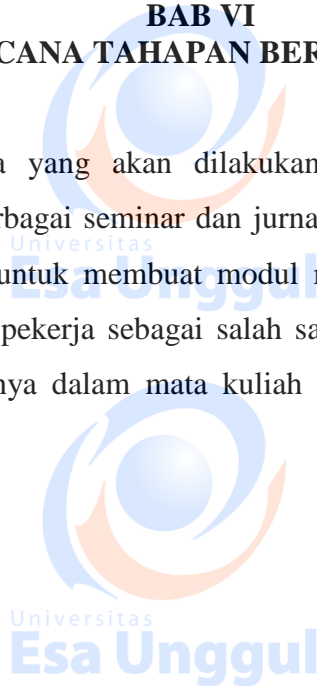 BAB VI
CANA TAHAPAN BER
yang akan dilakukan
rbagai seminar dan jurna
Universitas
Esa Unggul
untuk membuat modul
pekerja sebagai salah sa
nya dalam mata kuliah
Universitas
Esa Unggul